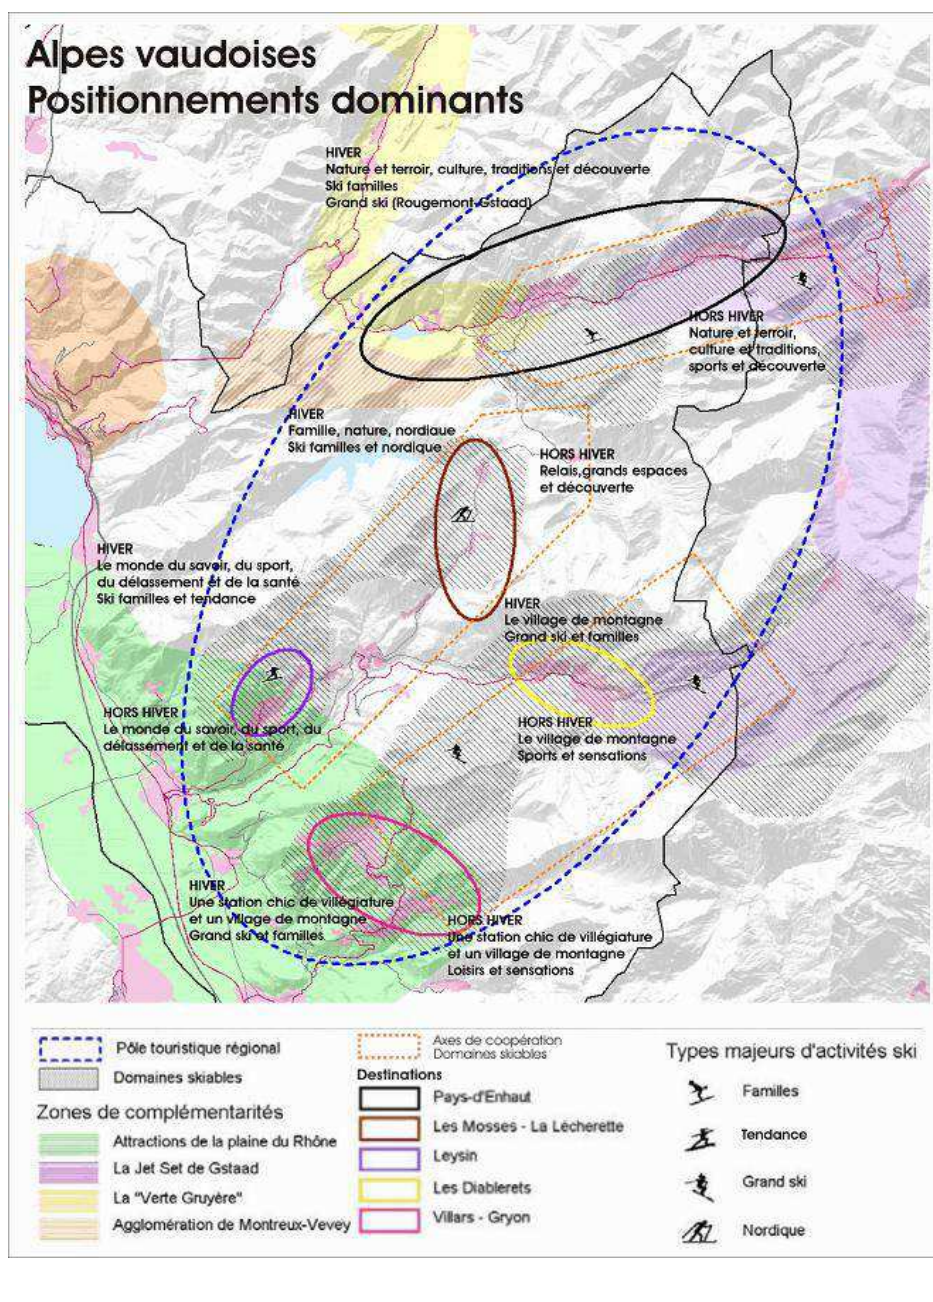 Alpes vaudoises
Positionnements dominants
HIVER
Nature et terroir, culture, traditions et découverte
Ski familles
Grand ski (Rougemont-Gstaad)
HORS HIVER
Nature et terroir,
culture et traditions,
sports et découverte
HIVER
Famille, nature, nordique
Ski familles et nordique
HORS HIVER
Relais,grands espaces
et découverte
HIVER
Le monde du savoir, du sport,
du délassement et de la santé
Ski familles et tendance
HIVER
Le village de montagne
Grand ski et familles
HORS HIVER
Le monde du savoir, du sport, du
délassement et de la santé
HORS HIVER
Le village de montagne
Sports et sensations
HIVER
Une station chic de villégiature
et un village de montagne
Grand ski et familles
HORS HIVER
Une station chic de villégiature
et un village de montagne
Loisirs et sensations
Pôle touristique régional
Domaines skiables
Zones de complémentarités
Attractions de la plaine du Rhône
La Jet Set de Gstaad
La "Verte Gruyère"
Agglomération de Montreux-Vevey
Axes de coopération
Domaines skiables
Destinations
Pays-d'Enhaut
Les Mosses - La Lécherette
Leysin
Les Diablerets
Villars - Gryon
Types majeurs d'activités ski
Familles
Tendance
Grand ski
Nordique